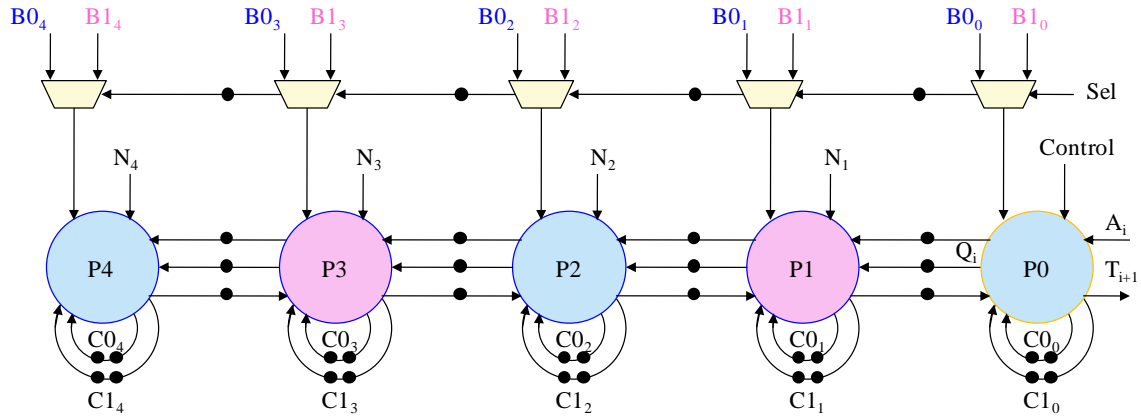 B0₄ B1₄ B0₃ B1₃ B0₂ B1₂ B0₁ B1₁ B0₀ B1₀
Sel
N₄ N₃ N₂ N₁ Control
Aᵢ
Qᵢ
P4 P3 P2 P1 P0 Tᵢ₊₁
C0₄ C0₃ C0₂ C0₁ C0₀
C1₄ C1₃ C1₂ C1₁ C1₀